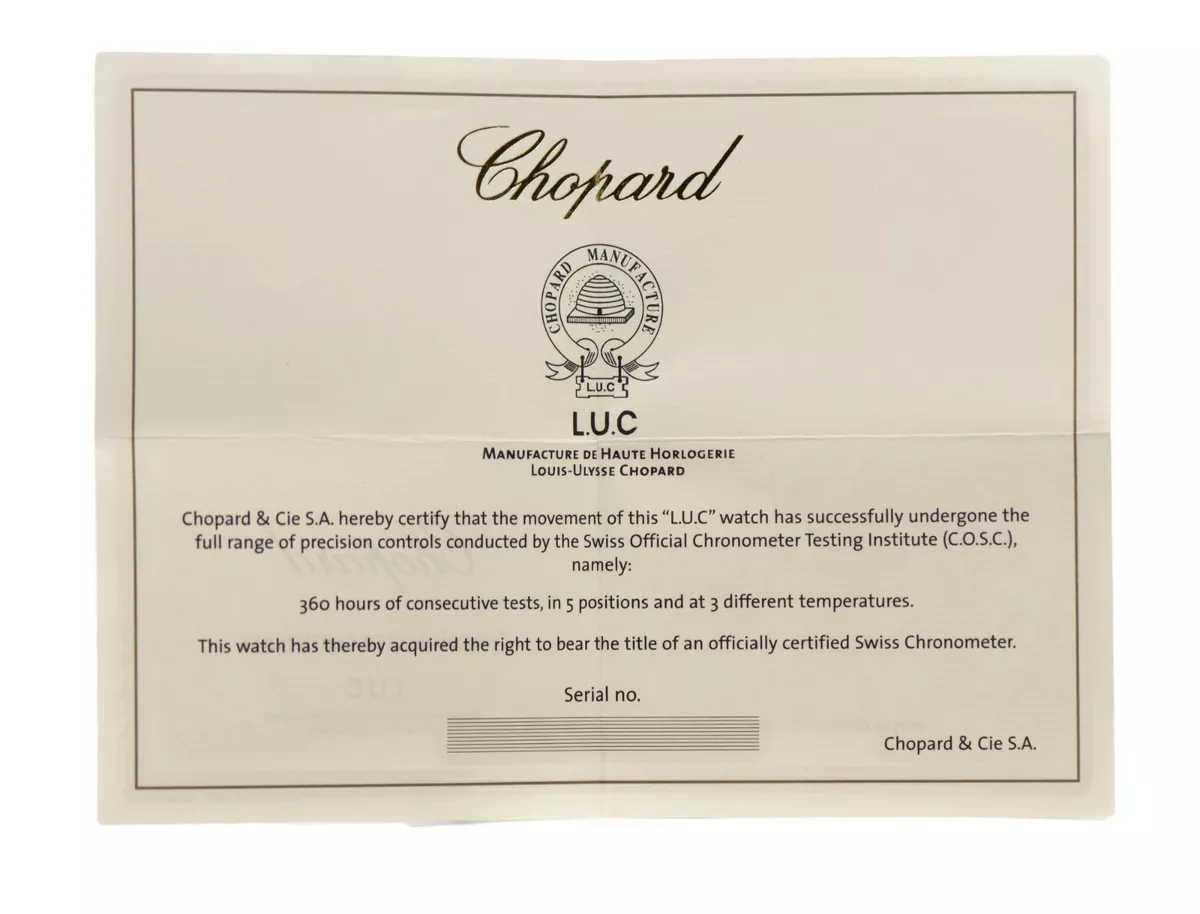 Chopard
CHOPARD MANUFACTURE
L.U.C
L.U.C
MANUFACTURE DE HAUTE HORLOGERIE
LOUIS-ULYSSE CHOPARD
Chopard & Cie S.A. hereby certify that the movement of this “L.U.C” watch has successfully undergone the
full range of precision controls conducted by the Swiss Official Chronometer Testing Institute (C.O.S.C.),
namely:
360 hours of consecutive tests, in 5 positions and at 3 different temperatures.
This watch has thereby acquired the right to bear the title of an officially certified Swiss Chronometer.
Serial no.
Chopard & Cie S.A.